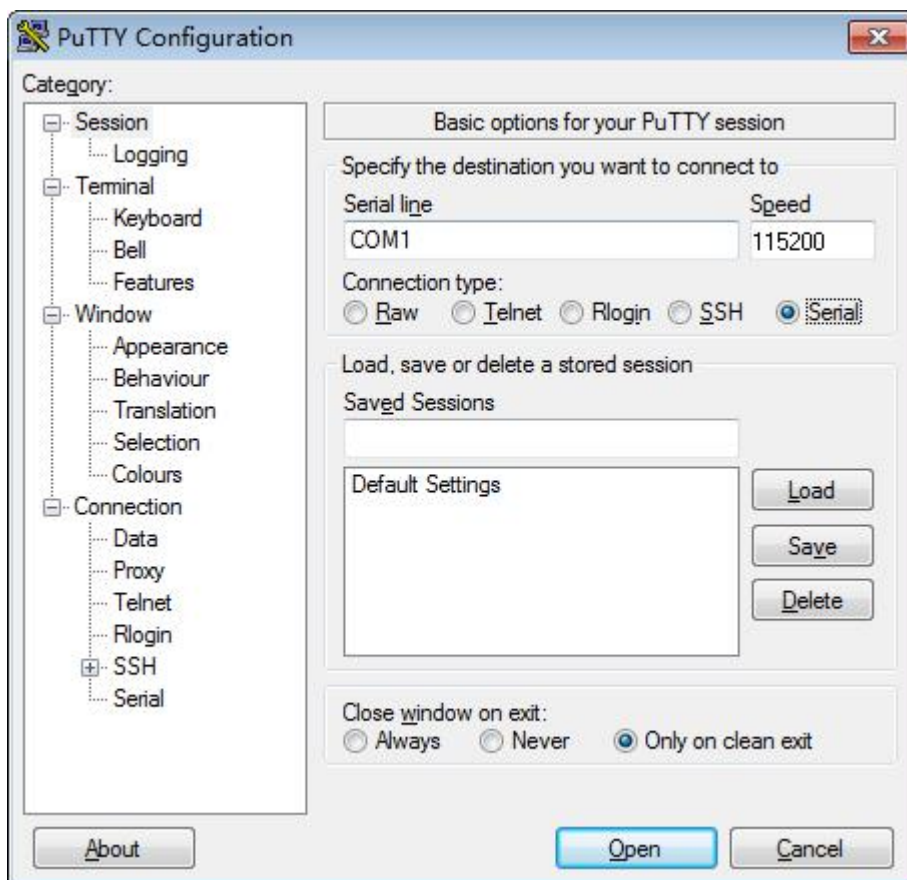 PuTTY Configuration
Category:
Session
Logging
Terminal
Keyboard
Bell
Features
Window
Appearance
Behaviour
Translation
Selection
Colours
Connection
Data
Proxy
Telnet
Rlogin
SSH
Serial
Basic options for your PuTTY session
Specify the destination you want to connect to
Serial line Speed
COM1 115200
Connection type:
Raw Telnet Rlogin SSH Serial
Load, save or delete a stored session
Saved Sessions
Default Settings
Load
Save
Delete
Close window on exit:
Always Never Only on clean exit
About Open Cancel